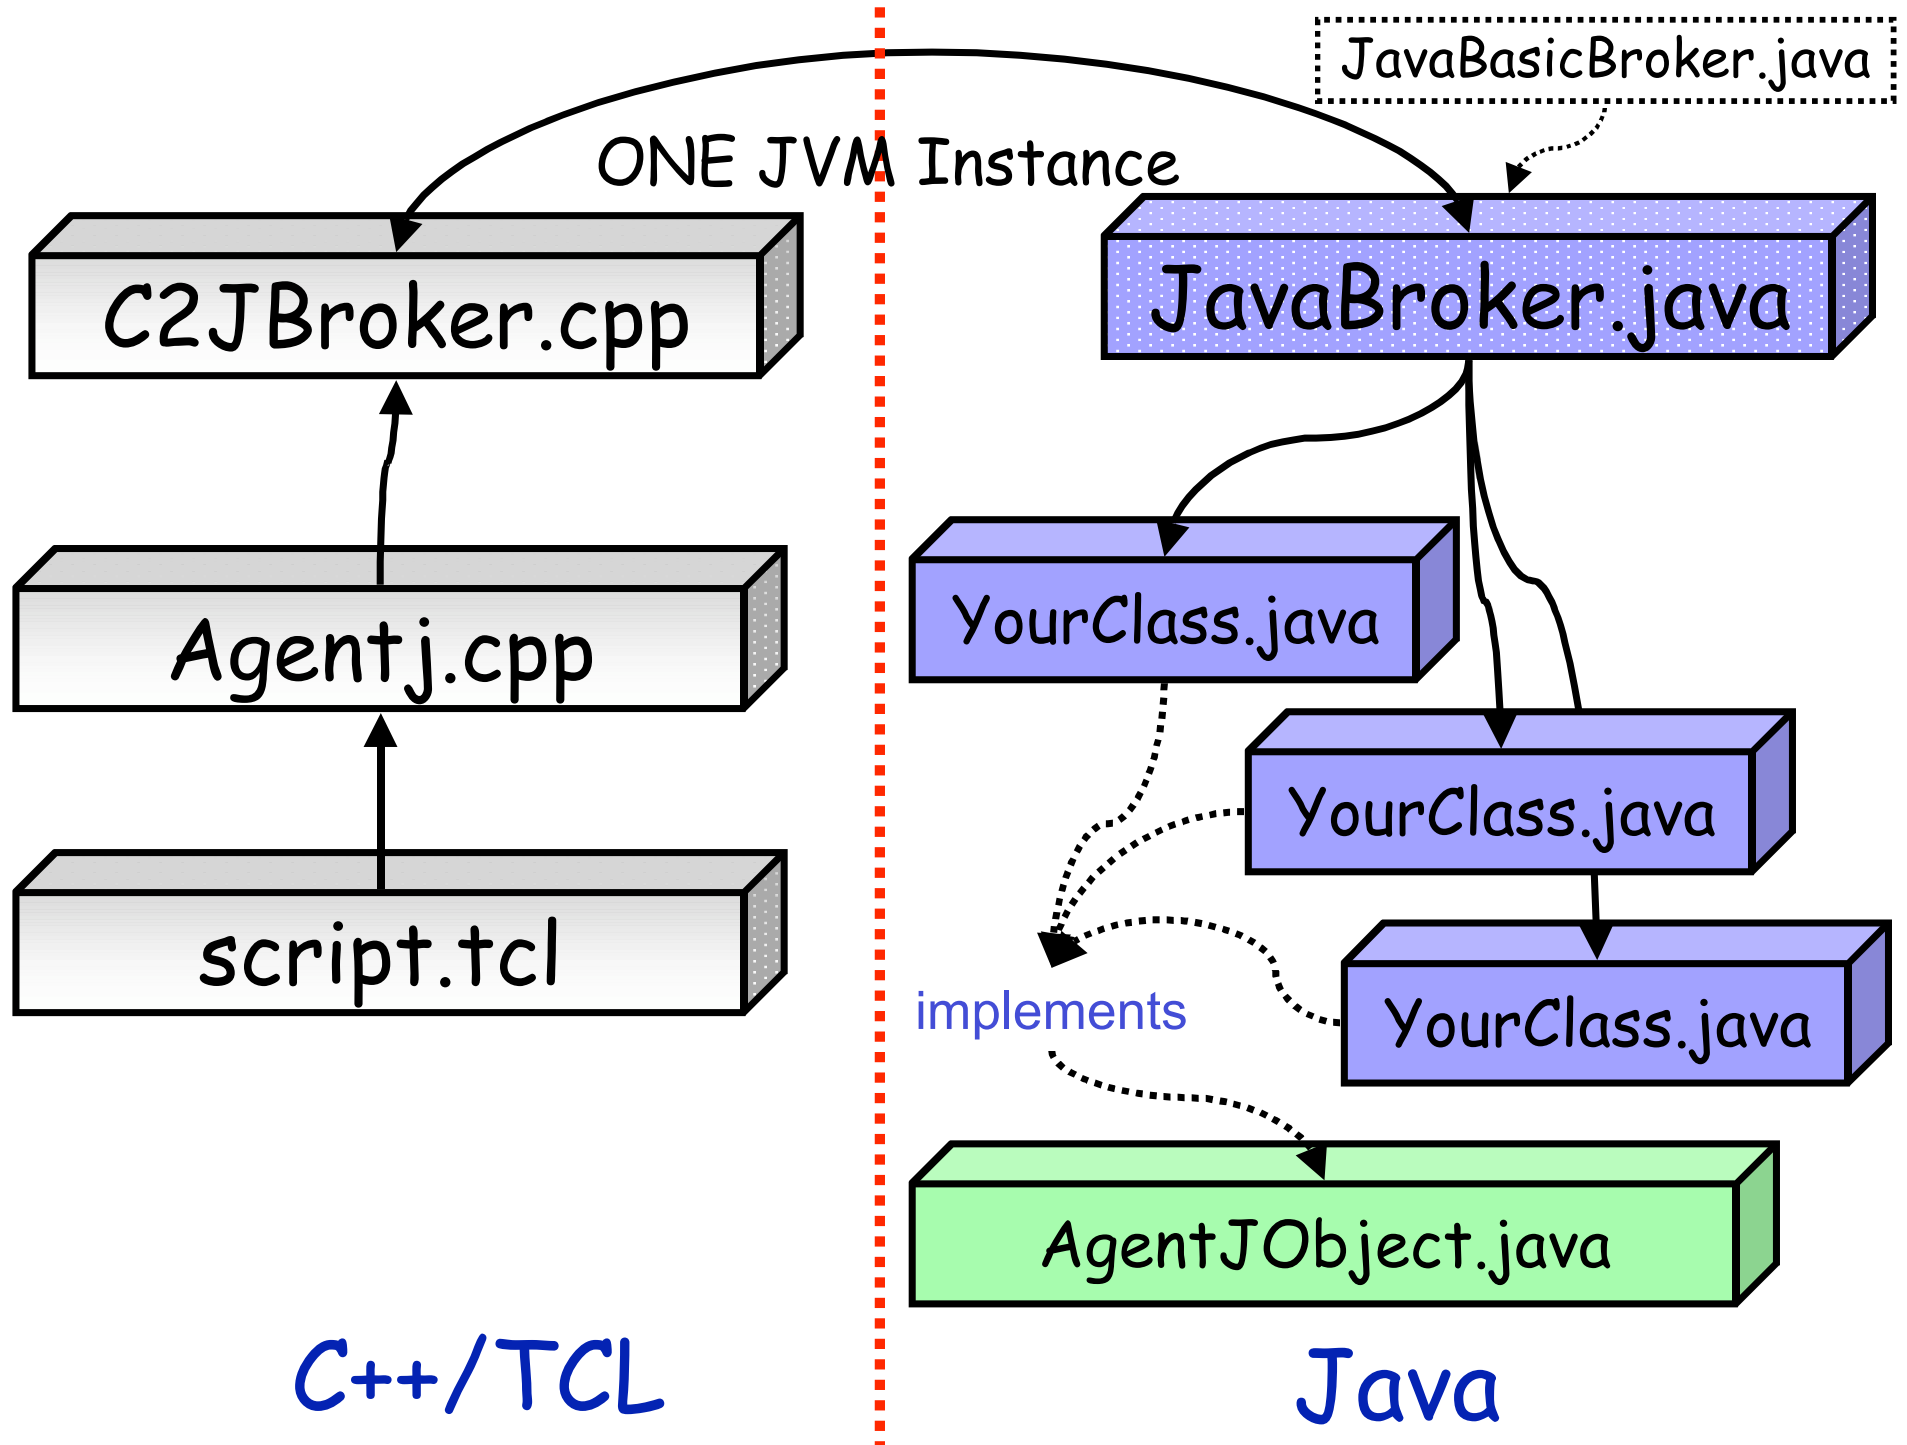 JavaBasicBroker.java
ONE JVM Instance
C2JBroker.cpp
JavaBroker.java
Agentj.cpp
YourClass.java
YourClass.java
script.tcl
YourClass.java
implements
AgentJObject.java
C++/TCL
Java